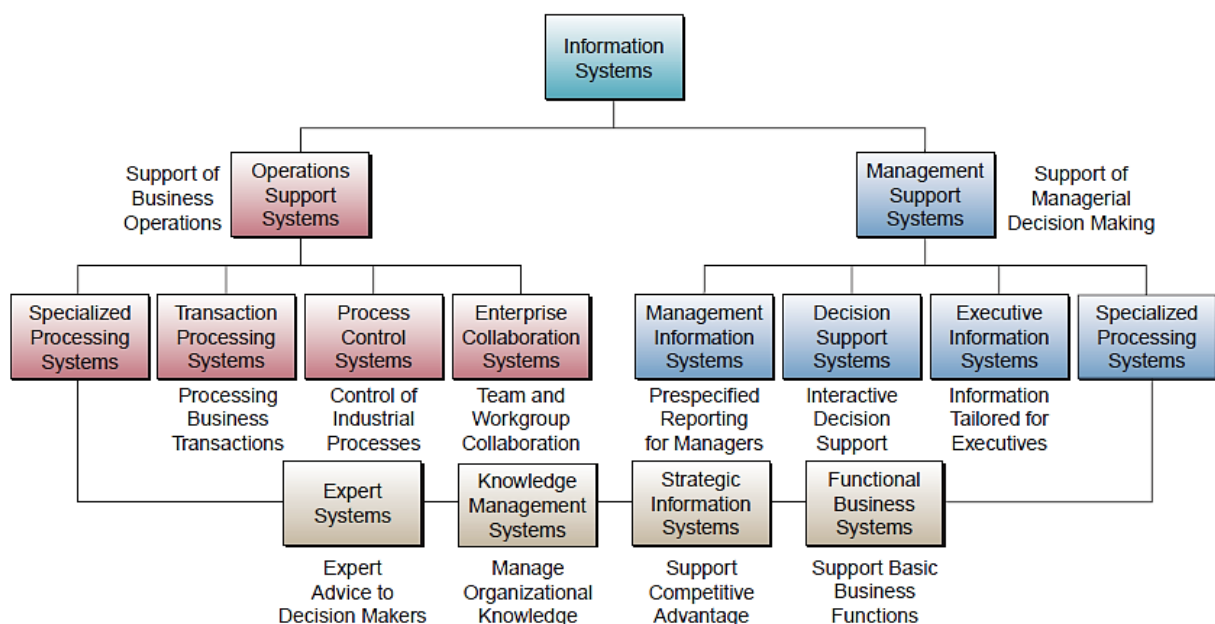 Information
Systems
Support of
Business
Operations
Operations
Support
Systems
Management
Support
Systems
Support of
Managerial
Decision Making
Specialized
Processing
Systems
Transaction
Processing
Systems
Process
Control
Systems
Enterprise
Collaboration
Systems
Management
Information
Systems
Decision
Support
Systems
Executive
Information
Systems
Specialized
Processing
Systems
Processing
Business
Transactions
Control of
Industrial
Processes
Team and
Workgroup
Collaboration
Prespecified
Reporting
for Managers
Interactive
Decision
Support
Information
Tailored for
Executives
Expert
Systems
Knowledge
Management
Systems
Strategic
Information
Systems
Functional
Business
Systems
Expert
Advice to
Decision Makers
Manage
Organizational
Knowledge
Support
Competitive
Advantage
Support Basic
Business
Functions